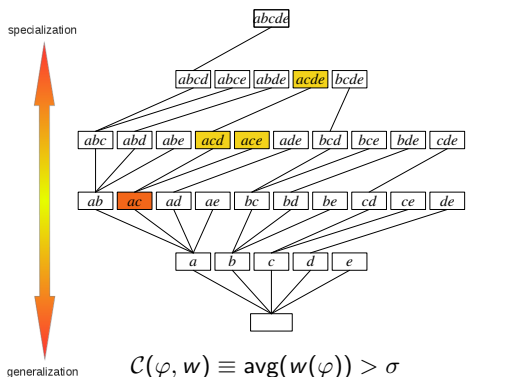 abcde
specialization
abcd abce abde acde bcde
abc abd abe acd ace ade bcd bce bde cde
ab ac ad ae bc bd be cd ce de
a b c d e
generalization
C(φ, w) ≡ avg(w(φ)) > σ